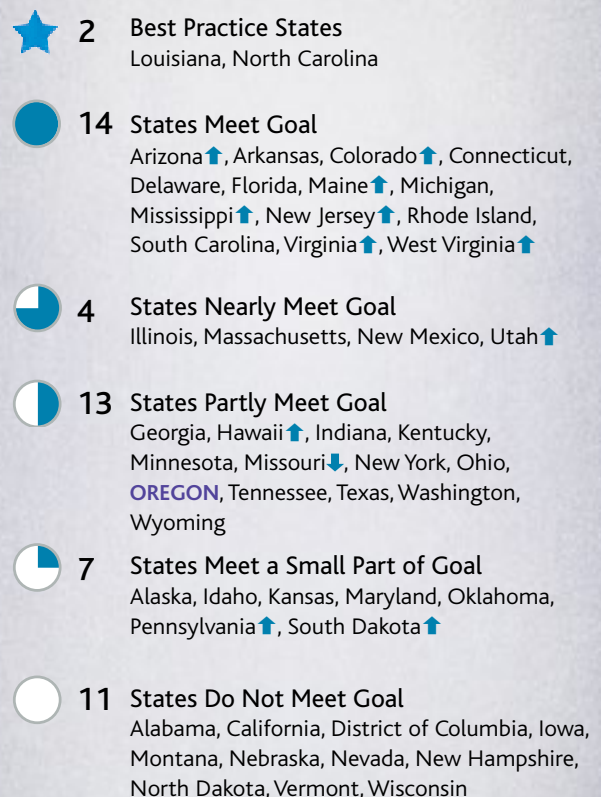 2 Best Practice States
Louisiana, North Carolina
14 States Meet Goal
Arizona⬆, Arkansas, Colorado⬆, Connecticut,
Delaware, Florida, Maine⬆, Michigan,
Mississippi⬆, New Jersey⬆, Rhode Island,
South Carolina, Virginia⬆, West Virginia⬆
4 States Nearly Meet Goal
Illinois, Massachusetts, New Mexico, Utah⬆
13 States Partly Meet Goal
Georgia, Hawaii⬆, Indiana, Kentucky,
Minnesota, Missouri⬇, New York, Ohio,
OREGON, Tennessee, Texas, Washington,
Wyoming
7 States Meet a Small Part of Goal
Alaska, Idaho, Kansas, Maryland, Oklahoma,
Pennsylvania⬆, South Dakota⬆
11 States Do Not Meet Goal
Alabama, California, District of Columbia, Iowa,
Montana, Nebraska, Nevada, New Hampshire,
North Dakota, Vermont, Wisconsin